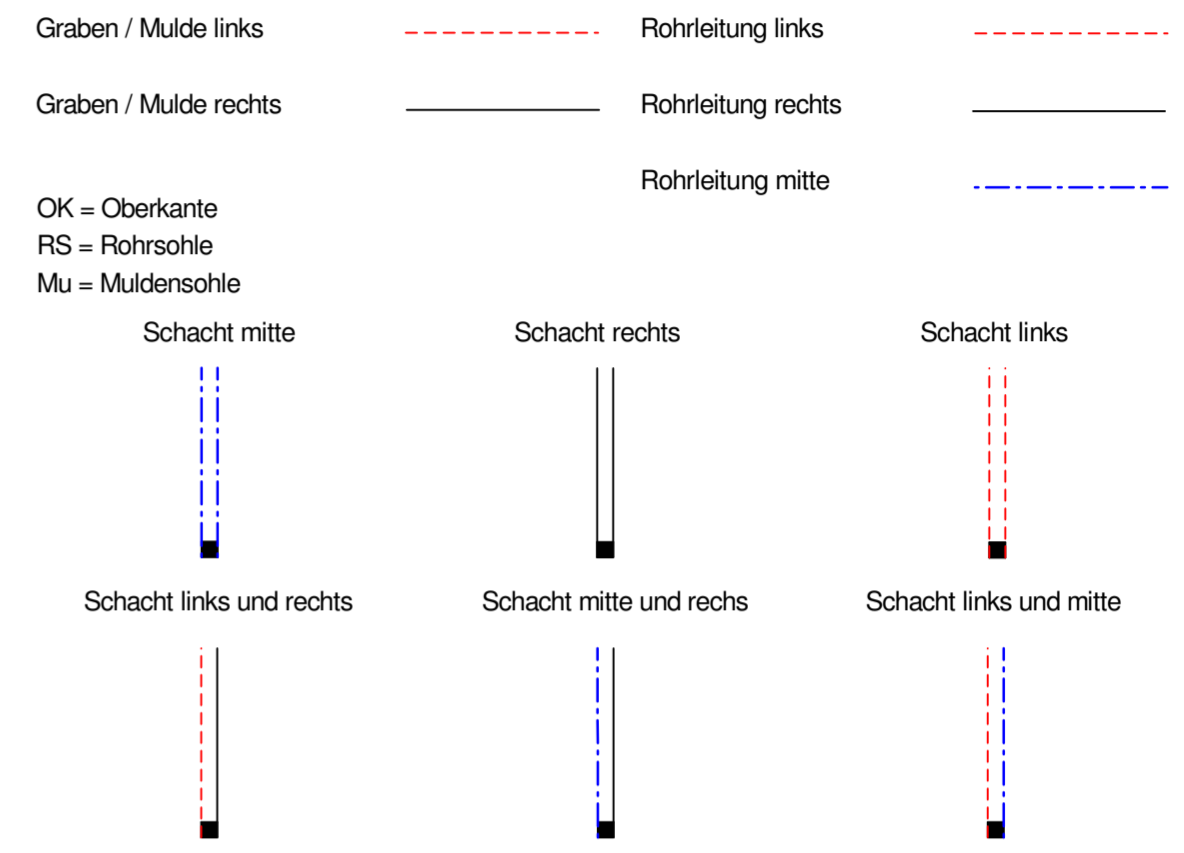 Graben / Mulde links
Rohrleitung links
Graben / Mulde rechts
Rohrleitung rechts
Rohrleitung mitte
OK = Oberkante
RS = Rohrsohle
Mu = Muldensohle
Schacht mitte
Schacht rechts
Schacht links
Schacht links und rechts
Schacht mitte und rechs
Schacht links und mitte